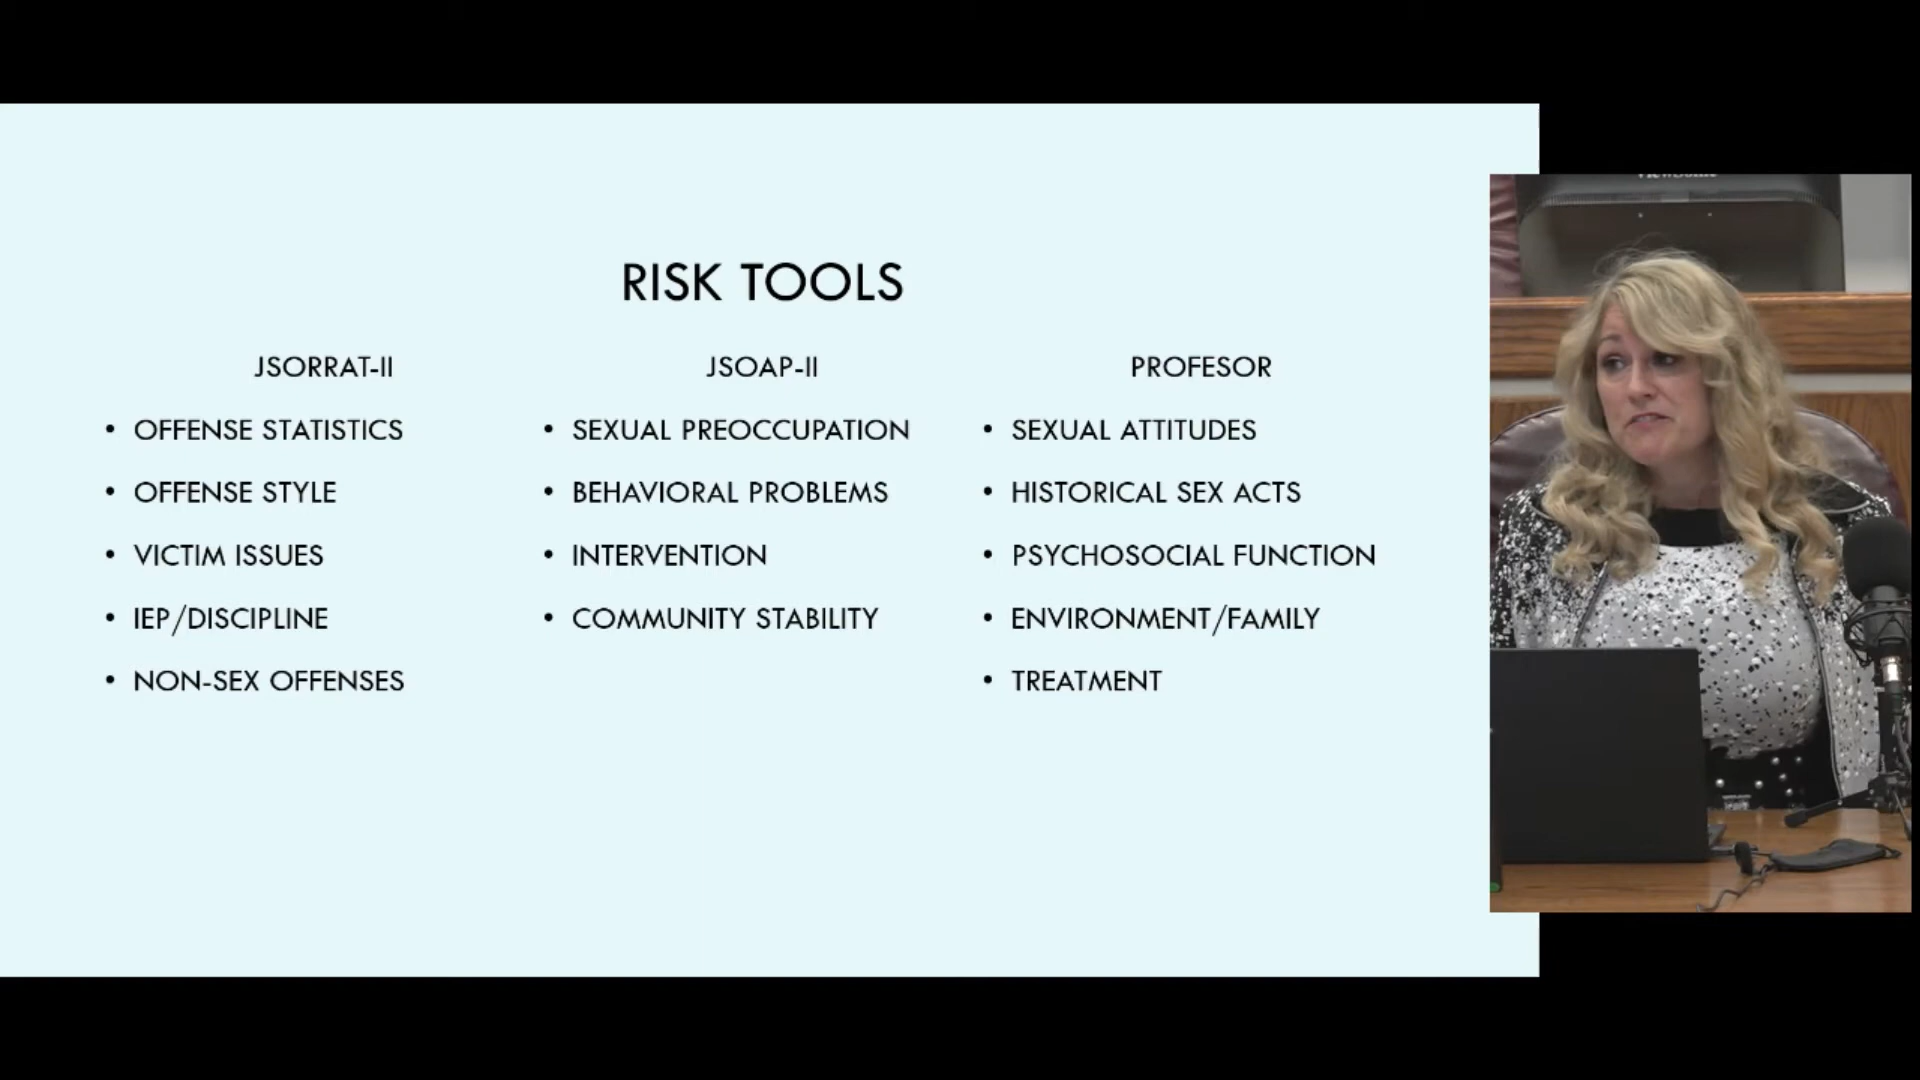 RISK TOOLS
JSORRAT-II
• OFFENSE STATISTICS
• OFFENSE STYLE
• VICTIM ISSUES
• IEP/DISCIPLINE
• NON-SEX OFFENSES
JSOAP-II
• SEXUAL PREOCCUPATION
• BEHAVIORAL PROBLEMS
• INTERVENTION
• COMMUNITY STABILITY
PROFESOR
• SEXUAL ATTITUDES
• HISTORICAL SEX ACTS
• PSYCHOSOCIAL FUNCTION
• ENVIRONMENT/FAMILY
• TREATMENT